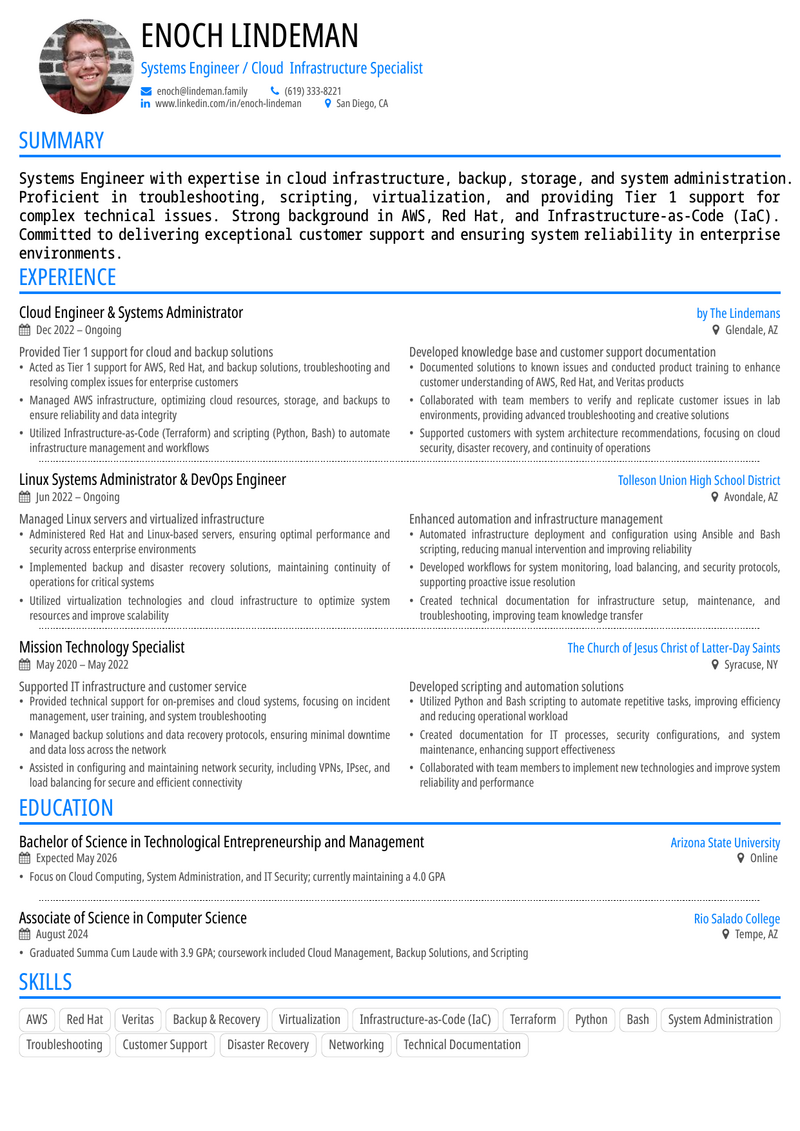 ENOCH LINDEMAN
Systems Engineer / Cloud Infrastructure Specialist
enoch@lindeman.family (619) 333-8221
www.linkedin.com/in/enoch-lindeman San Diego, CA
SUMMARY
Systems Engineer with expertise in cloud infrastructure, backup, storage, and system administration.
Proficient in troubleshooting, scripting, virtualization, and providing Tier 1 support for
complex technical issues. Strong background in AWS, Red Hat, and Infrastructure-as-Code (IaC).
Committed to delivering exceptional customer support and ensuring system reliability in enterprise
environments.
EXPERIENCE
Cloud Engineer & Systems Administrator by The Lindemans
Dec 2022 – Ongoing Glendale, AZ
Provided Tier 1 support for cloud and backup solutions
• Acted as Tier 1 support for AWS, Red Hat, and backup solutions, troubleshooting and
resolving complex issues for enterprise customers
• Managed AWS infrastructure, optimizing cloud resources, storage, and backups to
ensure reliability and data integrity
• Utilized Infrastructure-as-Code (Terraform) and scripting (Python, Bash) to automate
infrastructure management and workflows
Developed knowledge base and customer support documentation
• Documented solutions to known issues and conducted product training to enhance
customer understanding of AWS, Red Hat, and Veritas products
• Collaborated with team members to verify and replicate customer issues in lab
environments, providing advanced troubleshooting and creative solutions
• Supported customers with system architecture recommendations, focusing on cloud
security, disaster recovery, and continuity of operations
Linux Systems Administrator & DevOps Engineer Tolleson Union High School District
Jun 2022 – Ongoing Avondale, AZ
Managed Linux servers and virtualized infrastructure
• Administered Red Hat and Linux-based servers, ensuring optimal performance and
security across enterprise environments
• Implemented backup and disaster recovery solutions, maintaining continuity of
operations for critical systems
• Utilized virtualization technologies and cloud infrastructure to optimize system
resources and improve scalability
Enhanced automation and infrastructure management
• Automated infrastructure deployment and configuration using Ansible and Bash
scripting, reducing manual intervention and improving reliability
• Developed workflows for system monitoring, load balancing, and security protocols,
supporting proactive issue resolution
• Created technical documentation for infrastructure setup, maintenance, and
troubleshooting, improving team knowledge transfer
Mission Technology Specialist The Church of Jesus Christ of Latter-Day Saints
May 2020 – May 2022 Syracuse, NY
Supported IT infrastructure and customer service
• Provided technical support for on-premises and cloud systems, focusing on incident
management, user training, and system troubleshooting
• Managed backup solutions and data recovery protocols, ensuring minimal downtime
and data loss across the network
• Assisted in configuring and maintaining network security, including VPNs, IPsec, and
load balancing for secure and efficient connectivity
Developed scripting and automation solutions
• Utilized Python and Bash scripting to automate repetitive tasks, improving efficiency
and reducing operational workload
• Created documentation for IT processes, security configurations, and system
maintenance, enhancing support effectiveness
• Collaborated with team members to implement new technologies and improve system
reliability and performance
EDUCATION
Bachelor of Science in Technological Entrepreneurship and Management Arizona State University
Expected May 2026 Online
• Focus on Cloud Computing, System Administration, and IT Security; currently maintaining a 4.0 GPA
Associate of Science in Computer Science Rio Salado College
August 2024 Tempe, AZ
• Graduated Summa Cum Laude with 3.9 GPA; coursework included Cloud Management, Backup Solutions, and Scripting
SKILLS
AWS Red Hat Veritas Backup & Recovery Virtualization Infrastructure-as-Code (IaC) Terraform Python Bash System Administration
Troubleshooting Customer Support Disaster Recovery Networking Technical Documentation